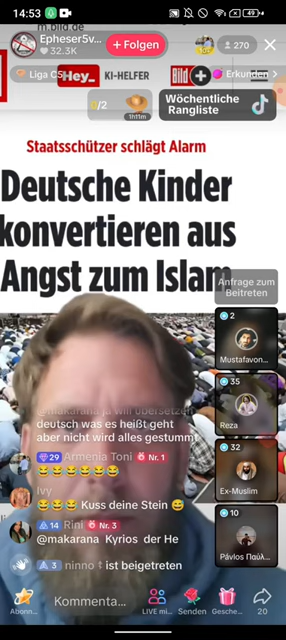 14:53
49
m.bild.de
Epheser5v...
32.3K
+ Folgen
270
Liga C
Hey_
KI-HELFER
Bild
Erkunden >
/2
1h11m
Wöchentliche
Rangliste
Staatsschützer schlägt Alarm
Deutsche Kinder
konvertieren aus
Angst zum Islam
Anfrage zum
Beitreten
2
Mustafavon...
35
Reza
32
Ex-Muslim
10
Pávlos Παύλ...
@makarana ja will übersetzen
deutsch was es heißt geht
aber nicht wird alles gestummt
29 Armenia Toni Nr. 1
😂😂😂😂😂😂
Ivy
😂😂😂 Kuss deine Stein 😅
14 Rini Nr. 3
@makarana Kyrios der He
3 ninno † ist beigetreten
Abonn...
Kommenta...
LIVE mi...
Senden
Gesche...
20